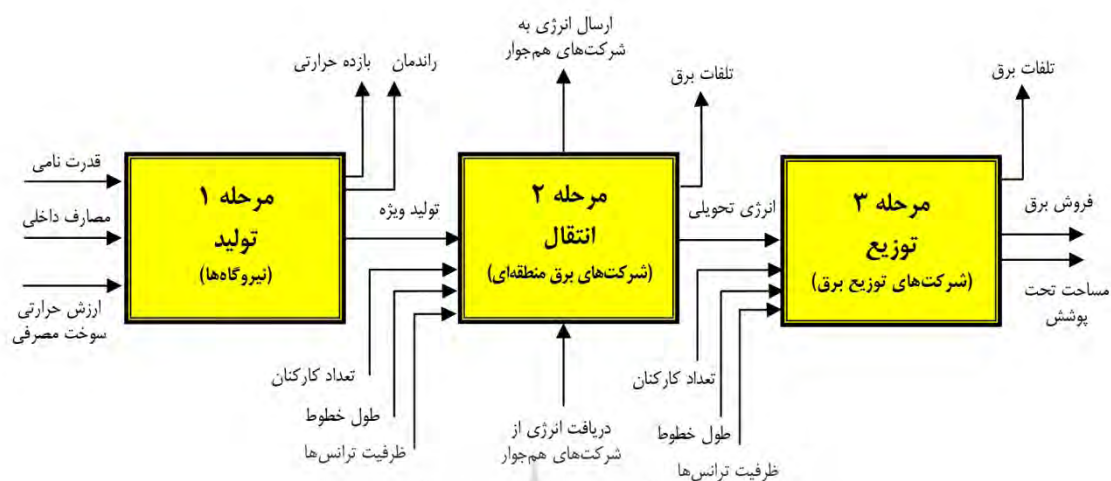 ارسال انرژی به
شرکت‌های هم‌جوار
بازده حرارتی
راندمان
تلفات برق
تلفات برق
قدرت نامی
مصارف داخلی
ارزش حرارتی
سوخت مصرفی
مرحله ۱
تولید
(نیروگاه‌ها)
تولید ویژه
مرحله ۲
انتقال
(شرکت‌های برق منطقه‌ای)
انرژی تحویلی
مرحله ۳
توزیع
(شرکت‌های توزیع برق)
فروش برق
مساحت تحت
پوشش
تعداد کارکنان
طول خطوط
ظرفیت ترانس‌ها
دریافت انرژی از
شرکت‌های هم‌جوار
تعداد کارکنان
طول خطوط
ظرفیت ترانس‌ها